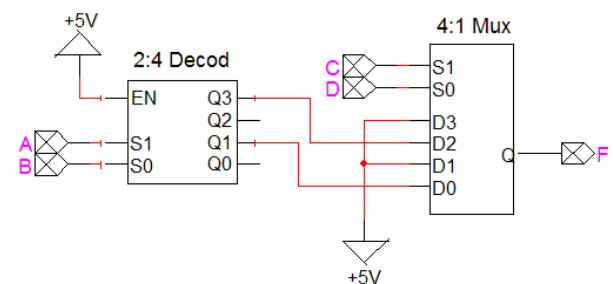 +5V
2:4 Decod
EN
S1
S0
Q3
Q2
Q1
Q0
A
B
4:1 Mux
C
D
S1
S0
D3
D2
D1
D0
Q
F
+5V